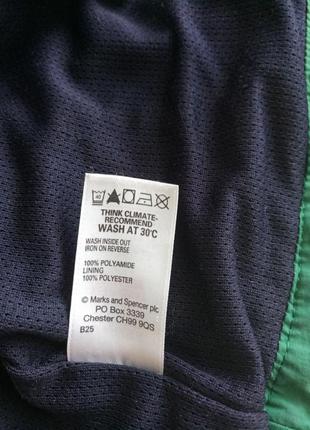 40
THINK CLIMATE-
RECOMMEND
WASH AT 30°C
WASH INSIDE OUT
IRON ON REVERSE
100% POLYAMIDE
LINING
100% POLYESTER
© Marks and Spencer plc
PO Box 3339
Chester CH99 9QS
B25